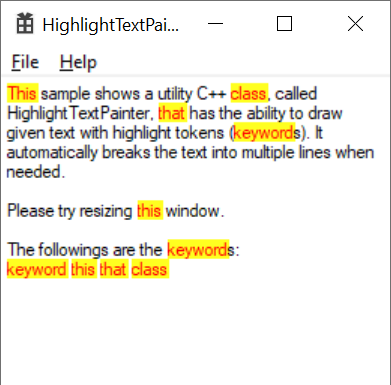 HighlightTextPai...
File Help
This sample shows a utility C++ class, called
HighlightTextPainter, that has the ability to draw
given text with highlight tokens (keywords). It
automatically breaks the text into multiple lines when
needed.
Please try resizing this window.
The followings are the keywords:
keyword this that class